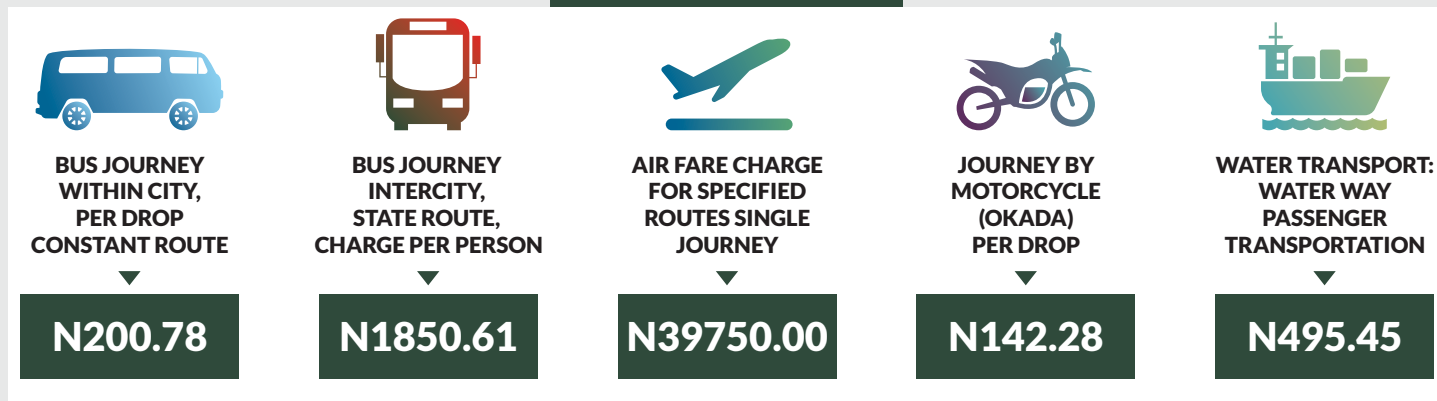 BUS JOURNEY
WITHIN CITY,
PER DROP
CONSTANT ROUTE
N200.78
BUS JOURNEY
INTERCITY,
STATE ROUTE,
CHARGE PER PERSON
N1850.61
AIR FARE CHARGE
FOR SPECIFIED
ROUTES SINGLE
JOURNEY
N39750.00
JOURNEY BY
MOTORCYCLE
(OKADA)
PER DROP
N142.28
WATER TRANSPORT:
WATER WAY
PASSENGER
TRANSPORTATION
N495.45